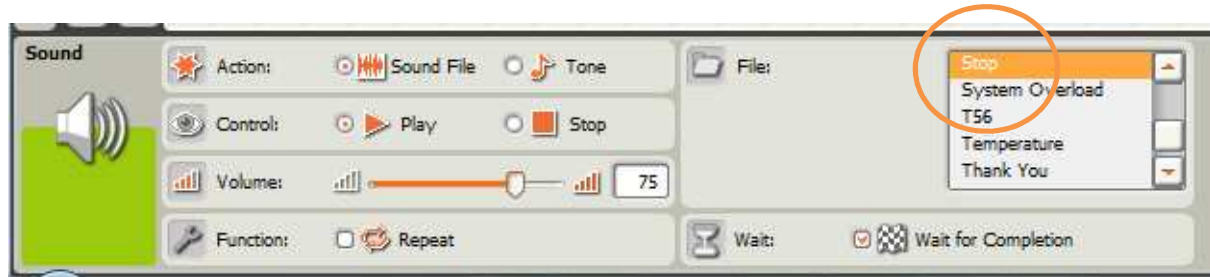 Sound
Action: Sound File Tone
Control: Play Stop
Volume: 75
Function: Repeat
File:
Stop
System Overload
T56
Temperature
Thank You
Wait: Wait for Completion